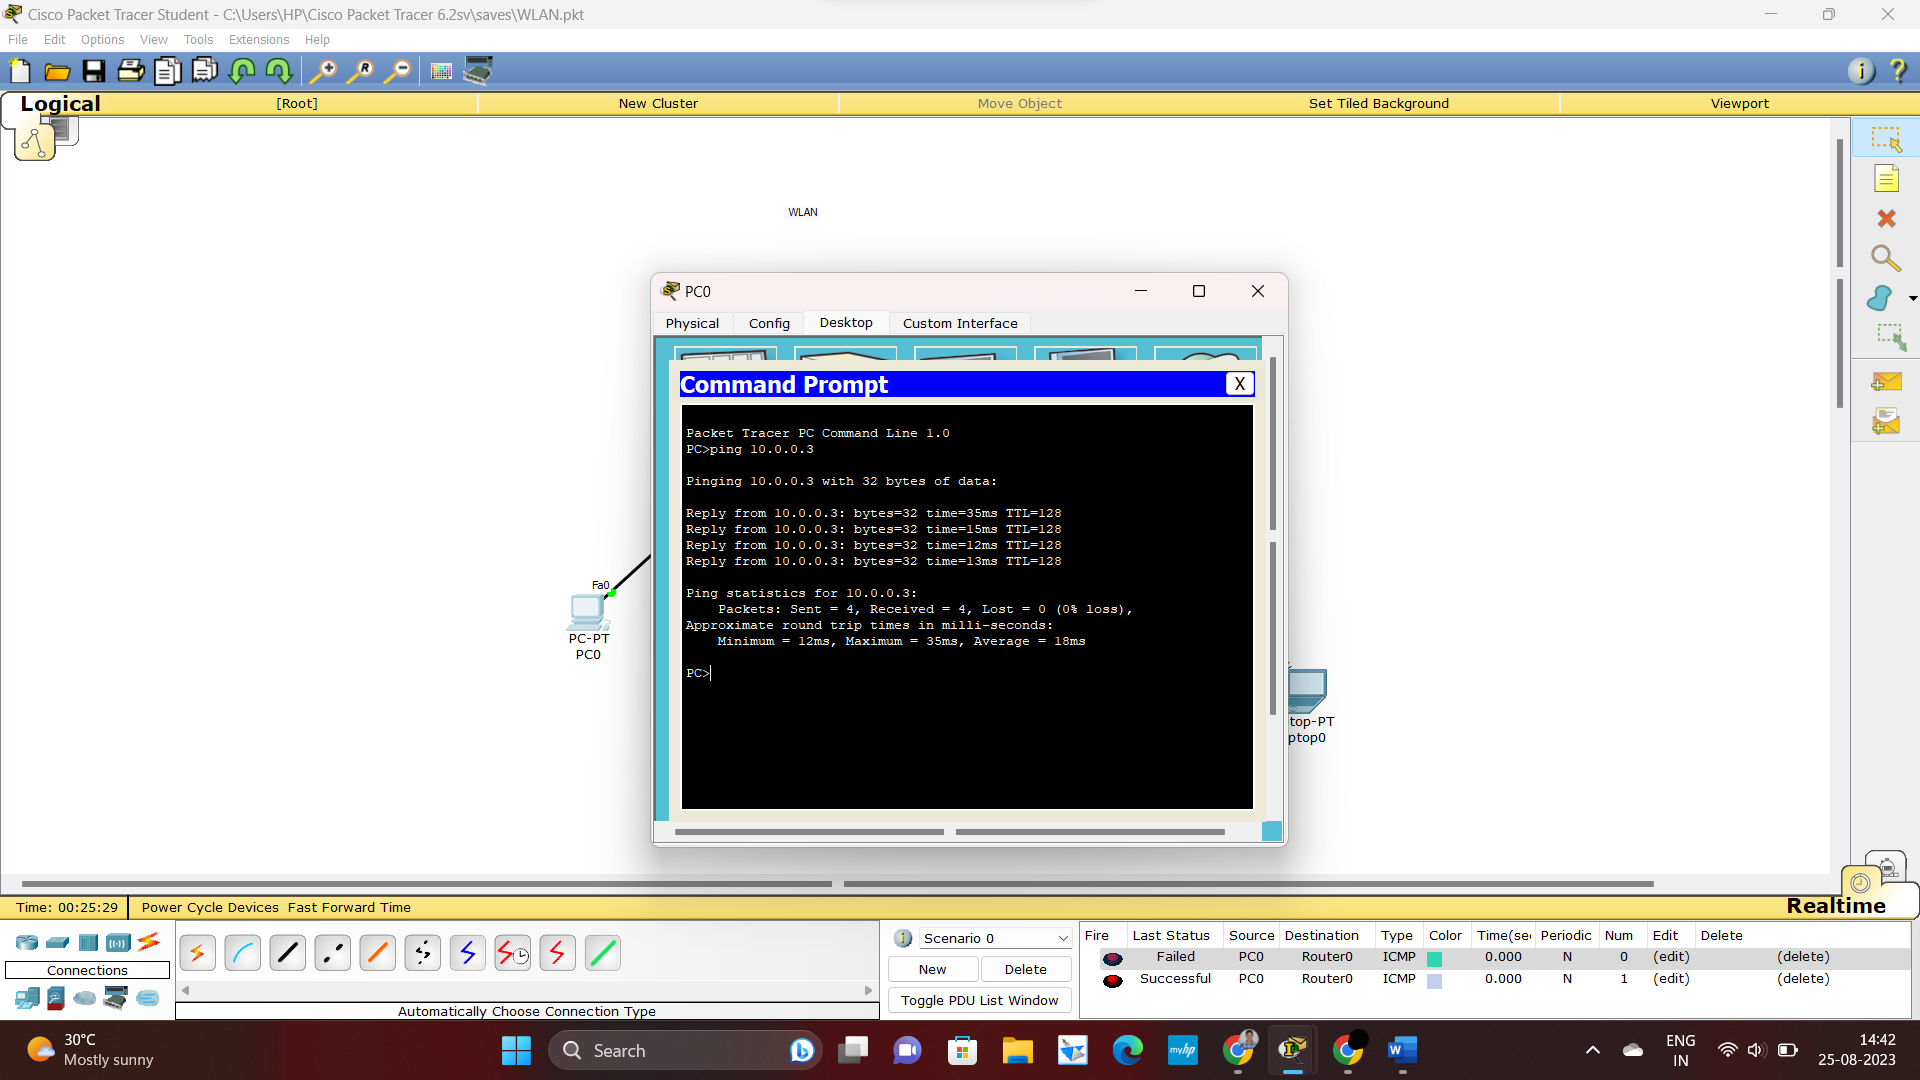 Cisco Packet Tracer Student - C:\Users\HP\Cisco Packet Tracer 6.2sv\saves\WLAN.pkt
File Edit Options View Tools Extensions Help
Logical [Root] New Cluster Move Object Set Tiled Background Viewport
WLAN
PC0
Physical Config Desktop Custom Interface
Command Prompt X
Packet Tracer PC Command Line 1.0
PC>ping 10.0.0.3
Pinging 10.0.0.3 with 32 bytes of data:
Reply from 10.0.0.3: bytes=32 time=35ms TTL=128
Reply from 10.0.0.3: bytes=32 time=15ms TTL=128
Reply from 10.0.0.3: bytes=32 time=12ms TTL=128
Reply from 10.0.0.3: bytes=32 time=13ms TTL=128
Ping statistics for 10.0.0.3:
Packets: Sent = 4, Received = 4, Lost = 0 (0% loss),
Approximate round trip times in milli-seconds:
Minimum = 12ms, Maximum = 35ms, Average = 18ms
PC>
Fa0
PC-PT
PC0
top-PT
ptop0
Time: 00:25:29 Power Cycle Devices Fast Forward Time
Realtime
Connections
Automatically Choose Connection Type
Scenario 0
New Delete
Toggle PDU List Window
Fire Last Status Source Destination Type Color Time(sec Periodic Num Edit Delete
Failed PC0 Router0 ICMP 0.000 N 0 (edit) (delete)
Successful PC0 Router0 ICMP 0.000 N 1 (edit) (delete)
30°C
Mostly sunny
Search
myhp
ENG
IN
14:42
25-08-2023